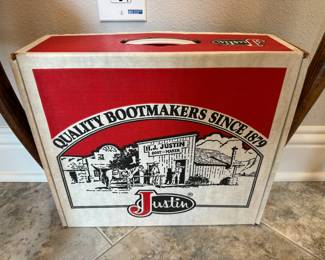 Justin
QUALITY BOOTMAKERS SINCE 1879
H.J. JUSTIN
BOOT MAKER
Justin